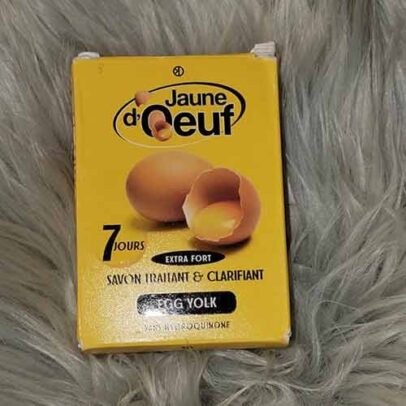 Jaune
d'Oeuf
7 JOURS
EXTRA FORT
SAVON TRAITANT & CLARIFIANT
EGG YOLK
SANS HYDROQUINONE